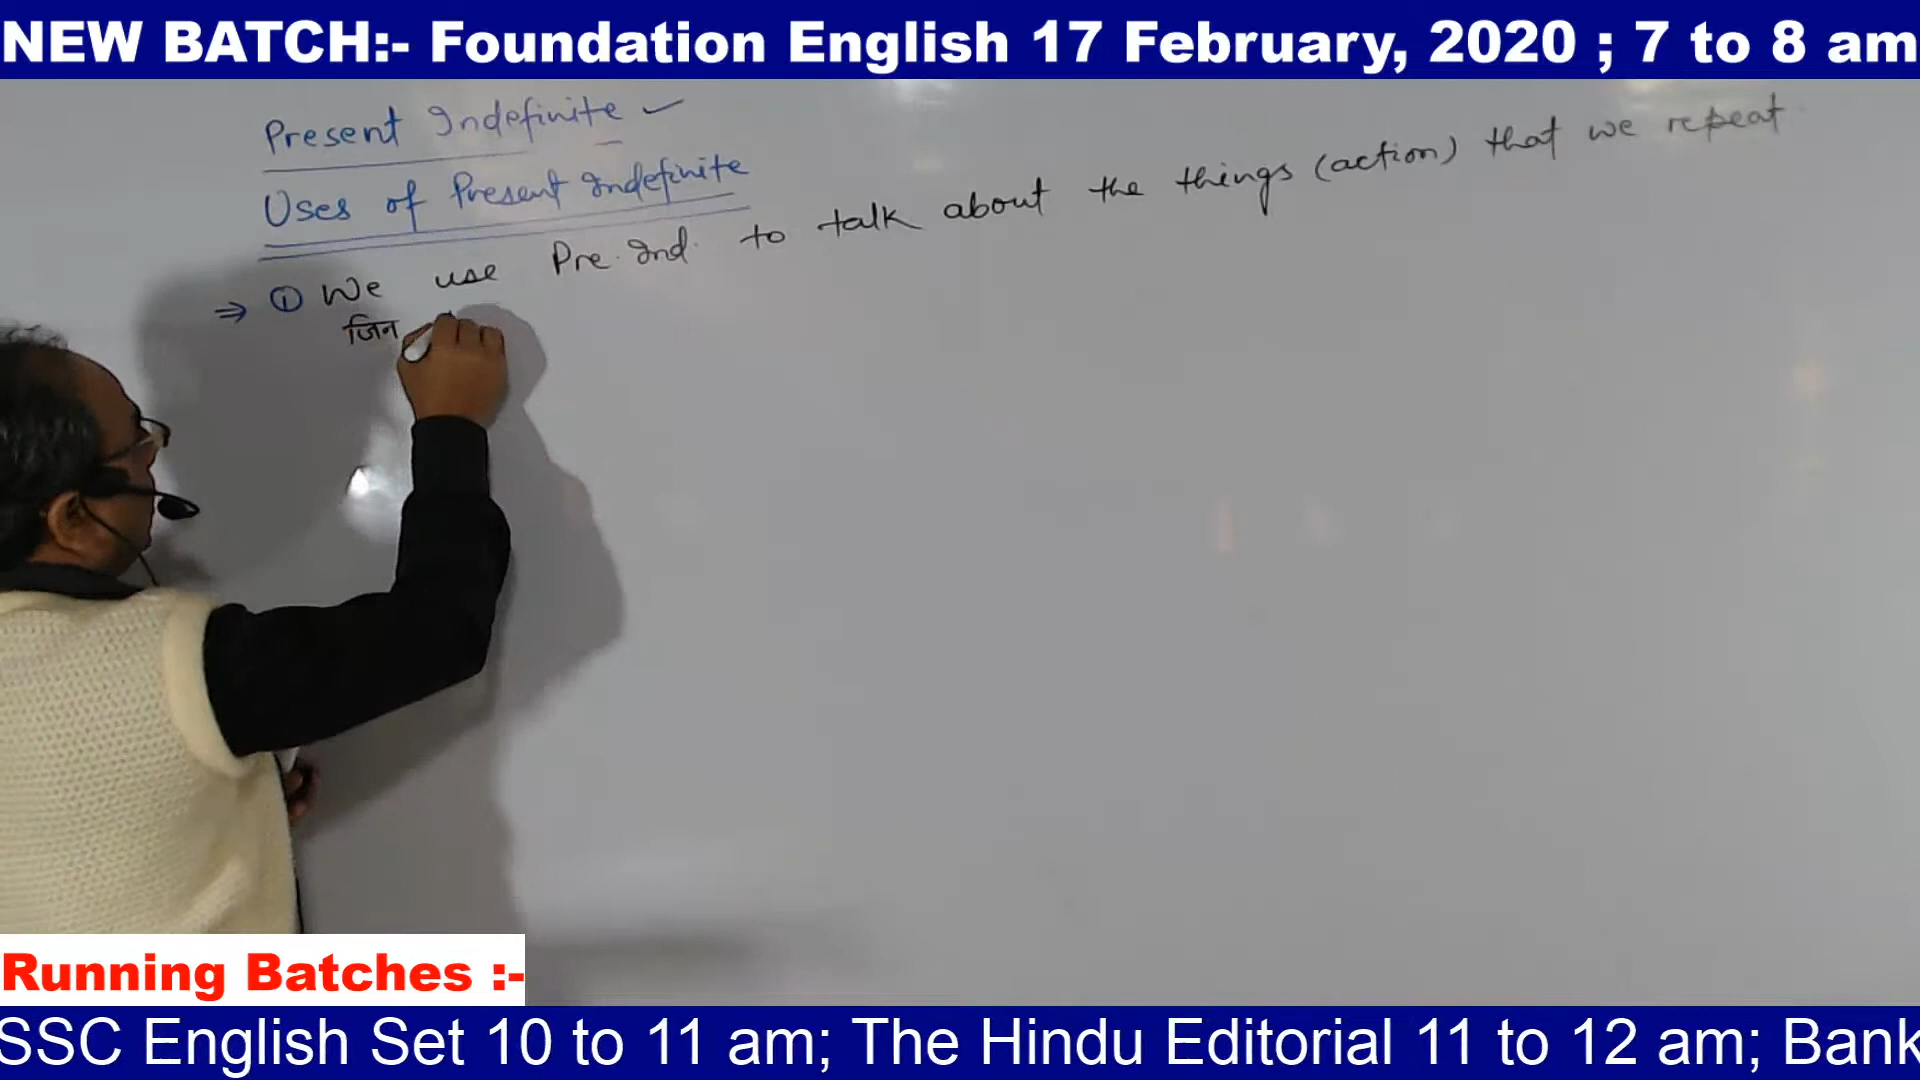 NEW BATCH:- Foundation English 17 February, 2020 ; 7 to 8 am
Present Indefinite ✓
Uses of Present Indefinite
⇒ ① We use Pre. Ind. to talk about the things (action) that we repeat
जिन
Running Batches :-
SSC English Set 10 to 11 am; The Hindu Editorial 11 to 12 am; Bank